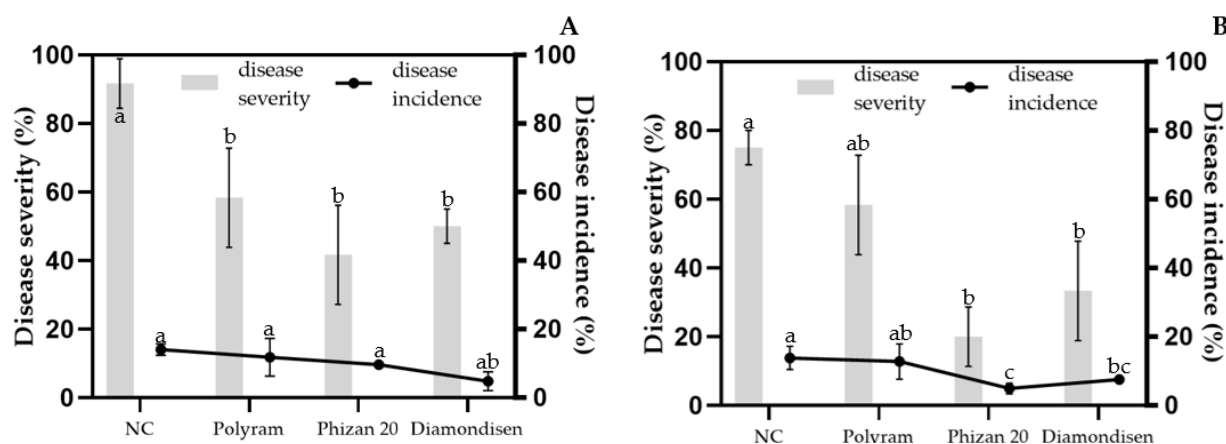 A
Disease severity (%)
100
80
60
40
20
0
disease
severity
disease
incidence
a
b
b
b
a
a
a
ab
100
80
60
40
20
0
Disease incidence (%)
NC
Polyram
Phizan 20
Diamondisen
B
Disease severity (%)
100
80
60
40
20
0
disease
severity
disease
incidence
a
ab
b
b
a
ab
c
bc
100
80
60
40
20
0
Disease incidence (%)
NC
Polyram
Phizan 20
Diamondisen